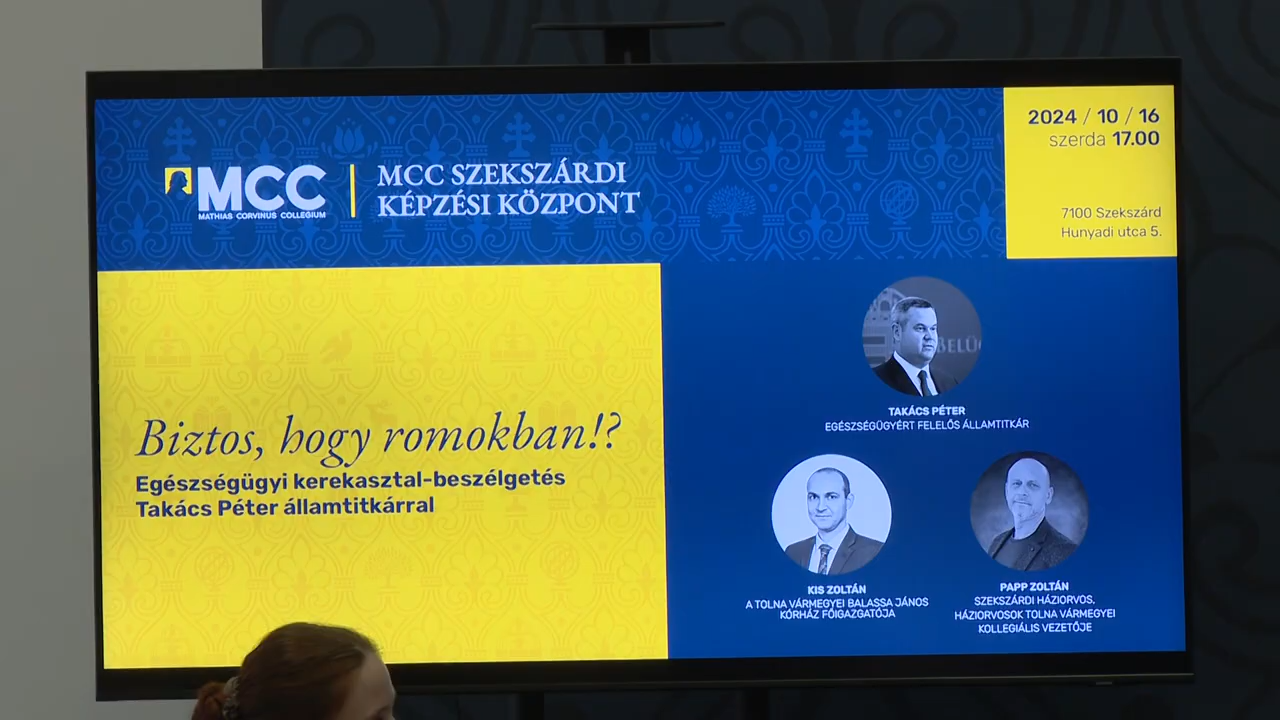 MCC
MATHIAS CORVINUS COLLEGIUM
MCC SZEKSZÁRDI
KÉPZÉSI KÖZPONT
2024 / 10 / 16
szerda 17.00
7100 Szekszárd
Hunyadi utca 5.
Biztos, hogy romokban!?
Egészségügyi kerekasztal-beszélgetés
Takács Péter államtitkárral
BELÜ
TAKÁCS PÉTER
EGÉSZSÉGÜGYÉRT FELELŐS ÁLLAMTITKÁR
KIS ZOLTÁN
A TOLNA VÁRMEGYEI BALASSA JÁNOS
KÓRHÁZ FŐIGAZGATÓJA
PAPP ZOLTÁN
SZEKSZÁRDI HÁZIORVOS,
HÁZIORVOSOK TOLNA VÁRMEGYEI
KOLLEGIÁLIS VEZETŐJE